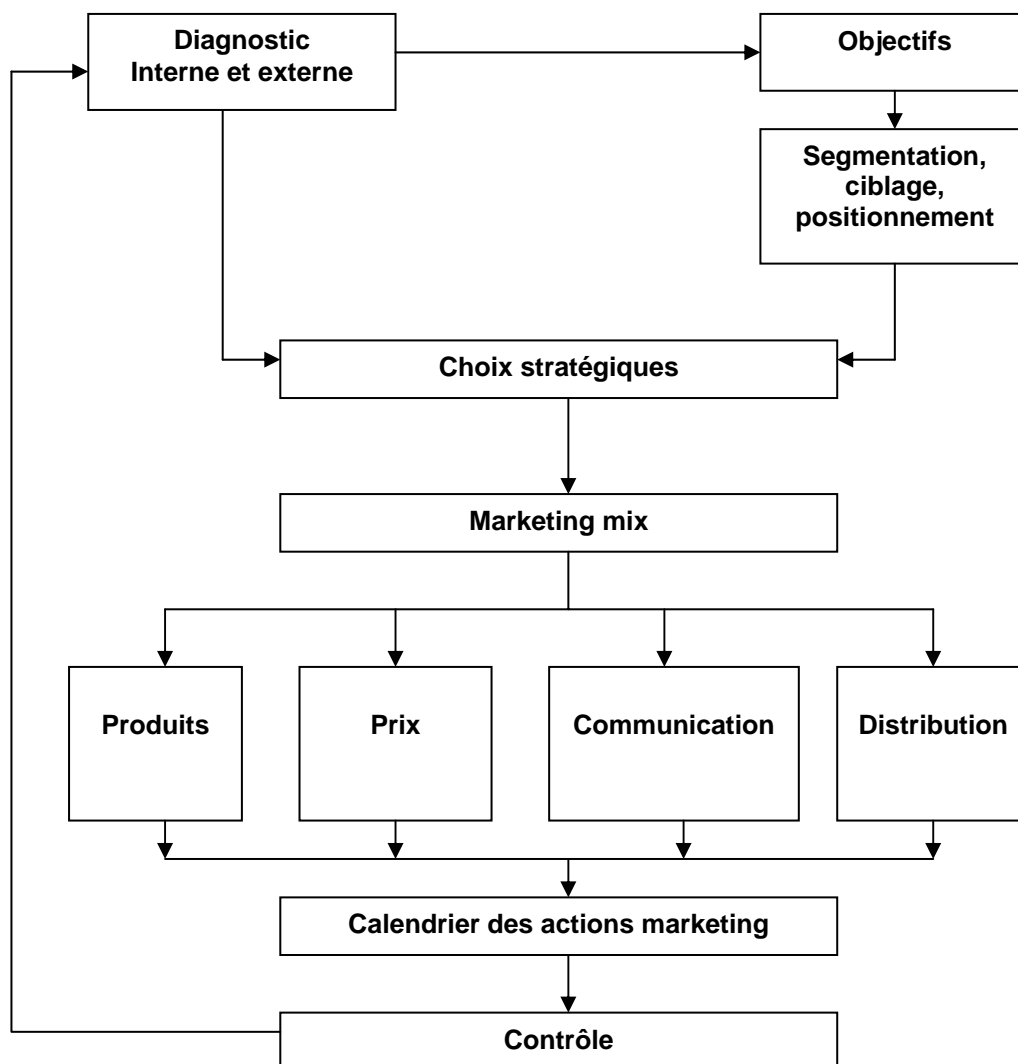 Diagnostic
Interne et externe
Objectifs
Segmentation,
ciblage,
positionnement
Choix stratégiques
Marketing mix
Produits
Prix
Communication
Distribution
Calendrier des actions marketing
Contrôle